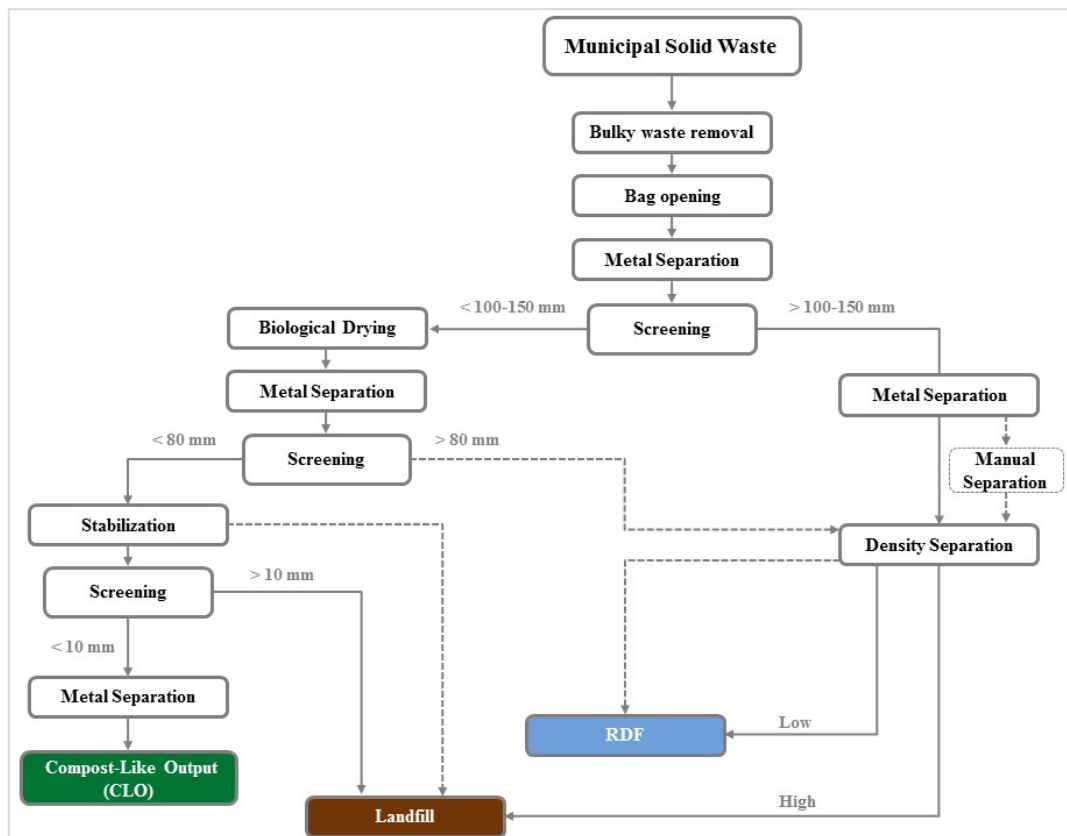 Municipal Solid Waste
Bulky waste removal
Bag opening
Metal Separation
< 100-150 mm
> 100-150 mm
Biological Drying
Screening
Metal Separation
Metal Separation
< 80 mm
> 80 mm
Screening
Manual
Separation
Stabilization
Density Separation
> 10 mm
Screening
< 10 mm
Metal Separation
Low
RDF
Compost-Like Output
(CLO)
High
Landfill